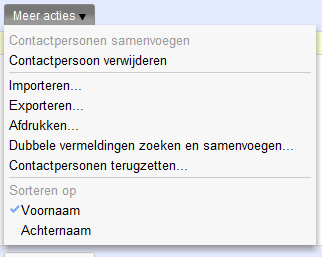 Meer acties ▾
Contactpersonen samenvoegen
Contactpersoon verwijderen
Importeren...
Exporteren...
Afdrukken...
Dubbele vermeldingen zoeken en samenvoegen...
Contactpersonen terugzetten...
Sorteren op
✓Voornaam
Achternaam